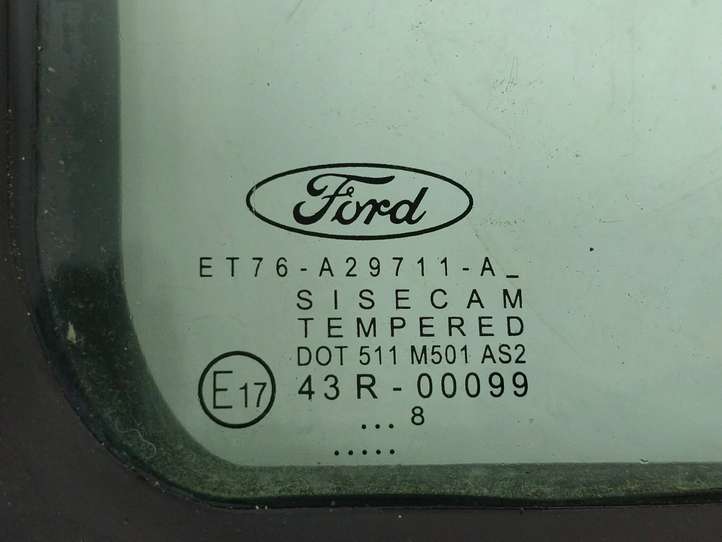 Ford
ET76-A29711-A_
SISECAM
TEMPERED
DOT 511 M501 AS2
E17 43R-00099
... 8
.....